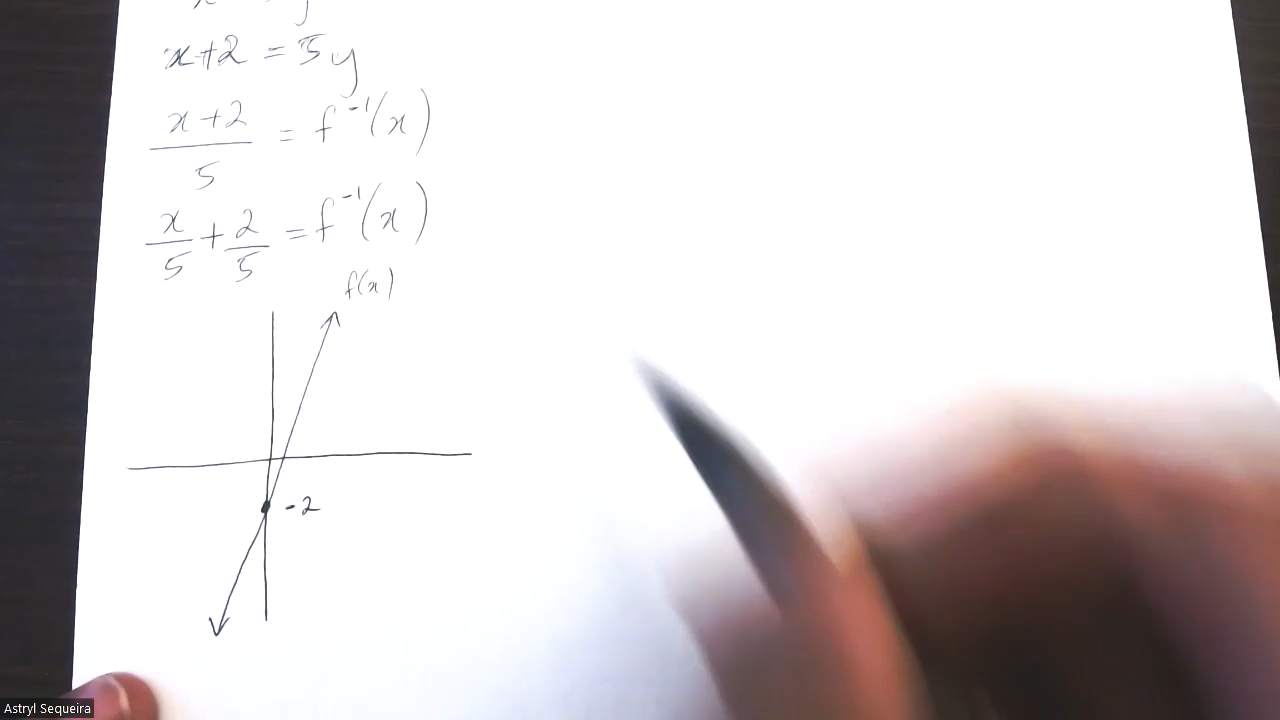 x+2 = 5y
x+2/5 = f⁻¹(x)
x/5 + 2/5 = f⁻¹(x)
f(x)
-2
Astryl Sequeira